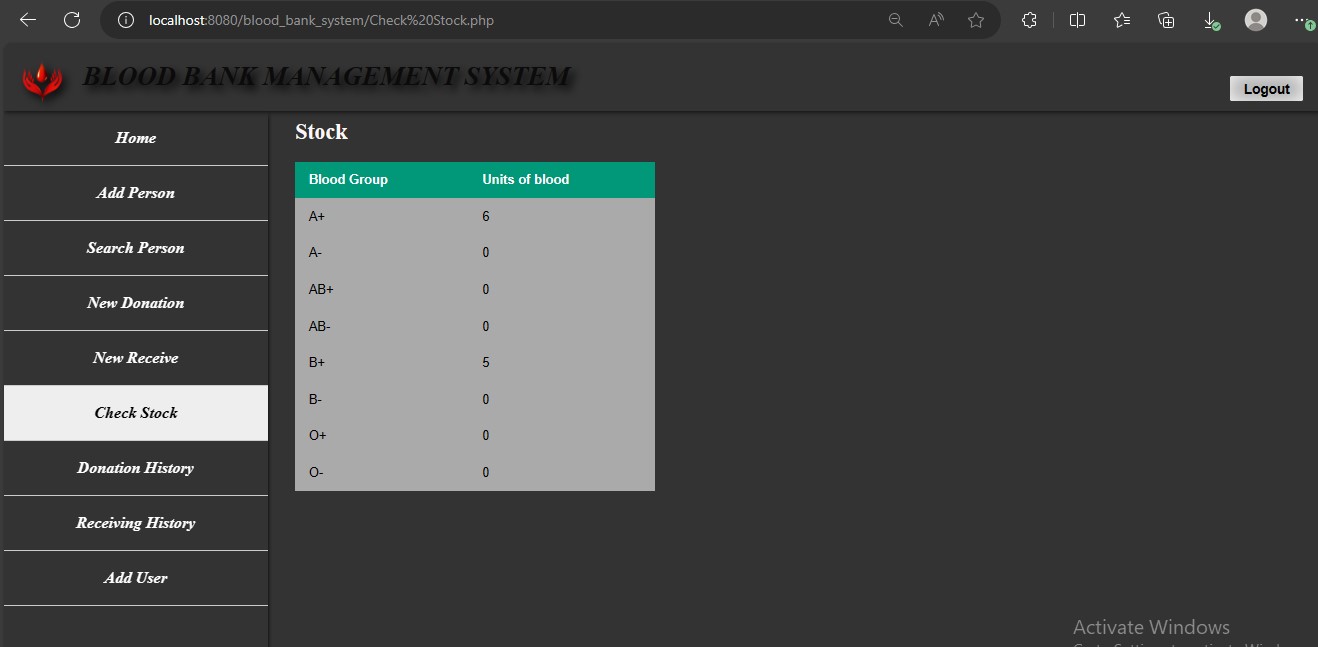 localhost:8080/blood_bank_system/Check%20Stock.php
BLOOD BANK MANAGEMENT SYSTEM
Logout
Home
Add Person
Search Person
New Donation
New Receive
Check Stock
Donation History
Receiving History
Add User
Stock
Blood Group Units of blood
A+ 6
A- 0
AB+ 0
AB- 0
B+ 5
B- 0
O+ 0
O- 0
Activate Windows